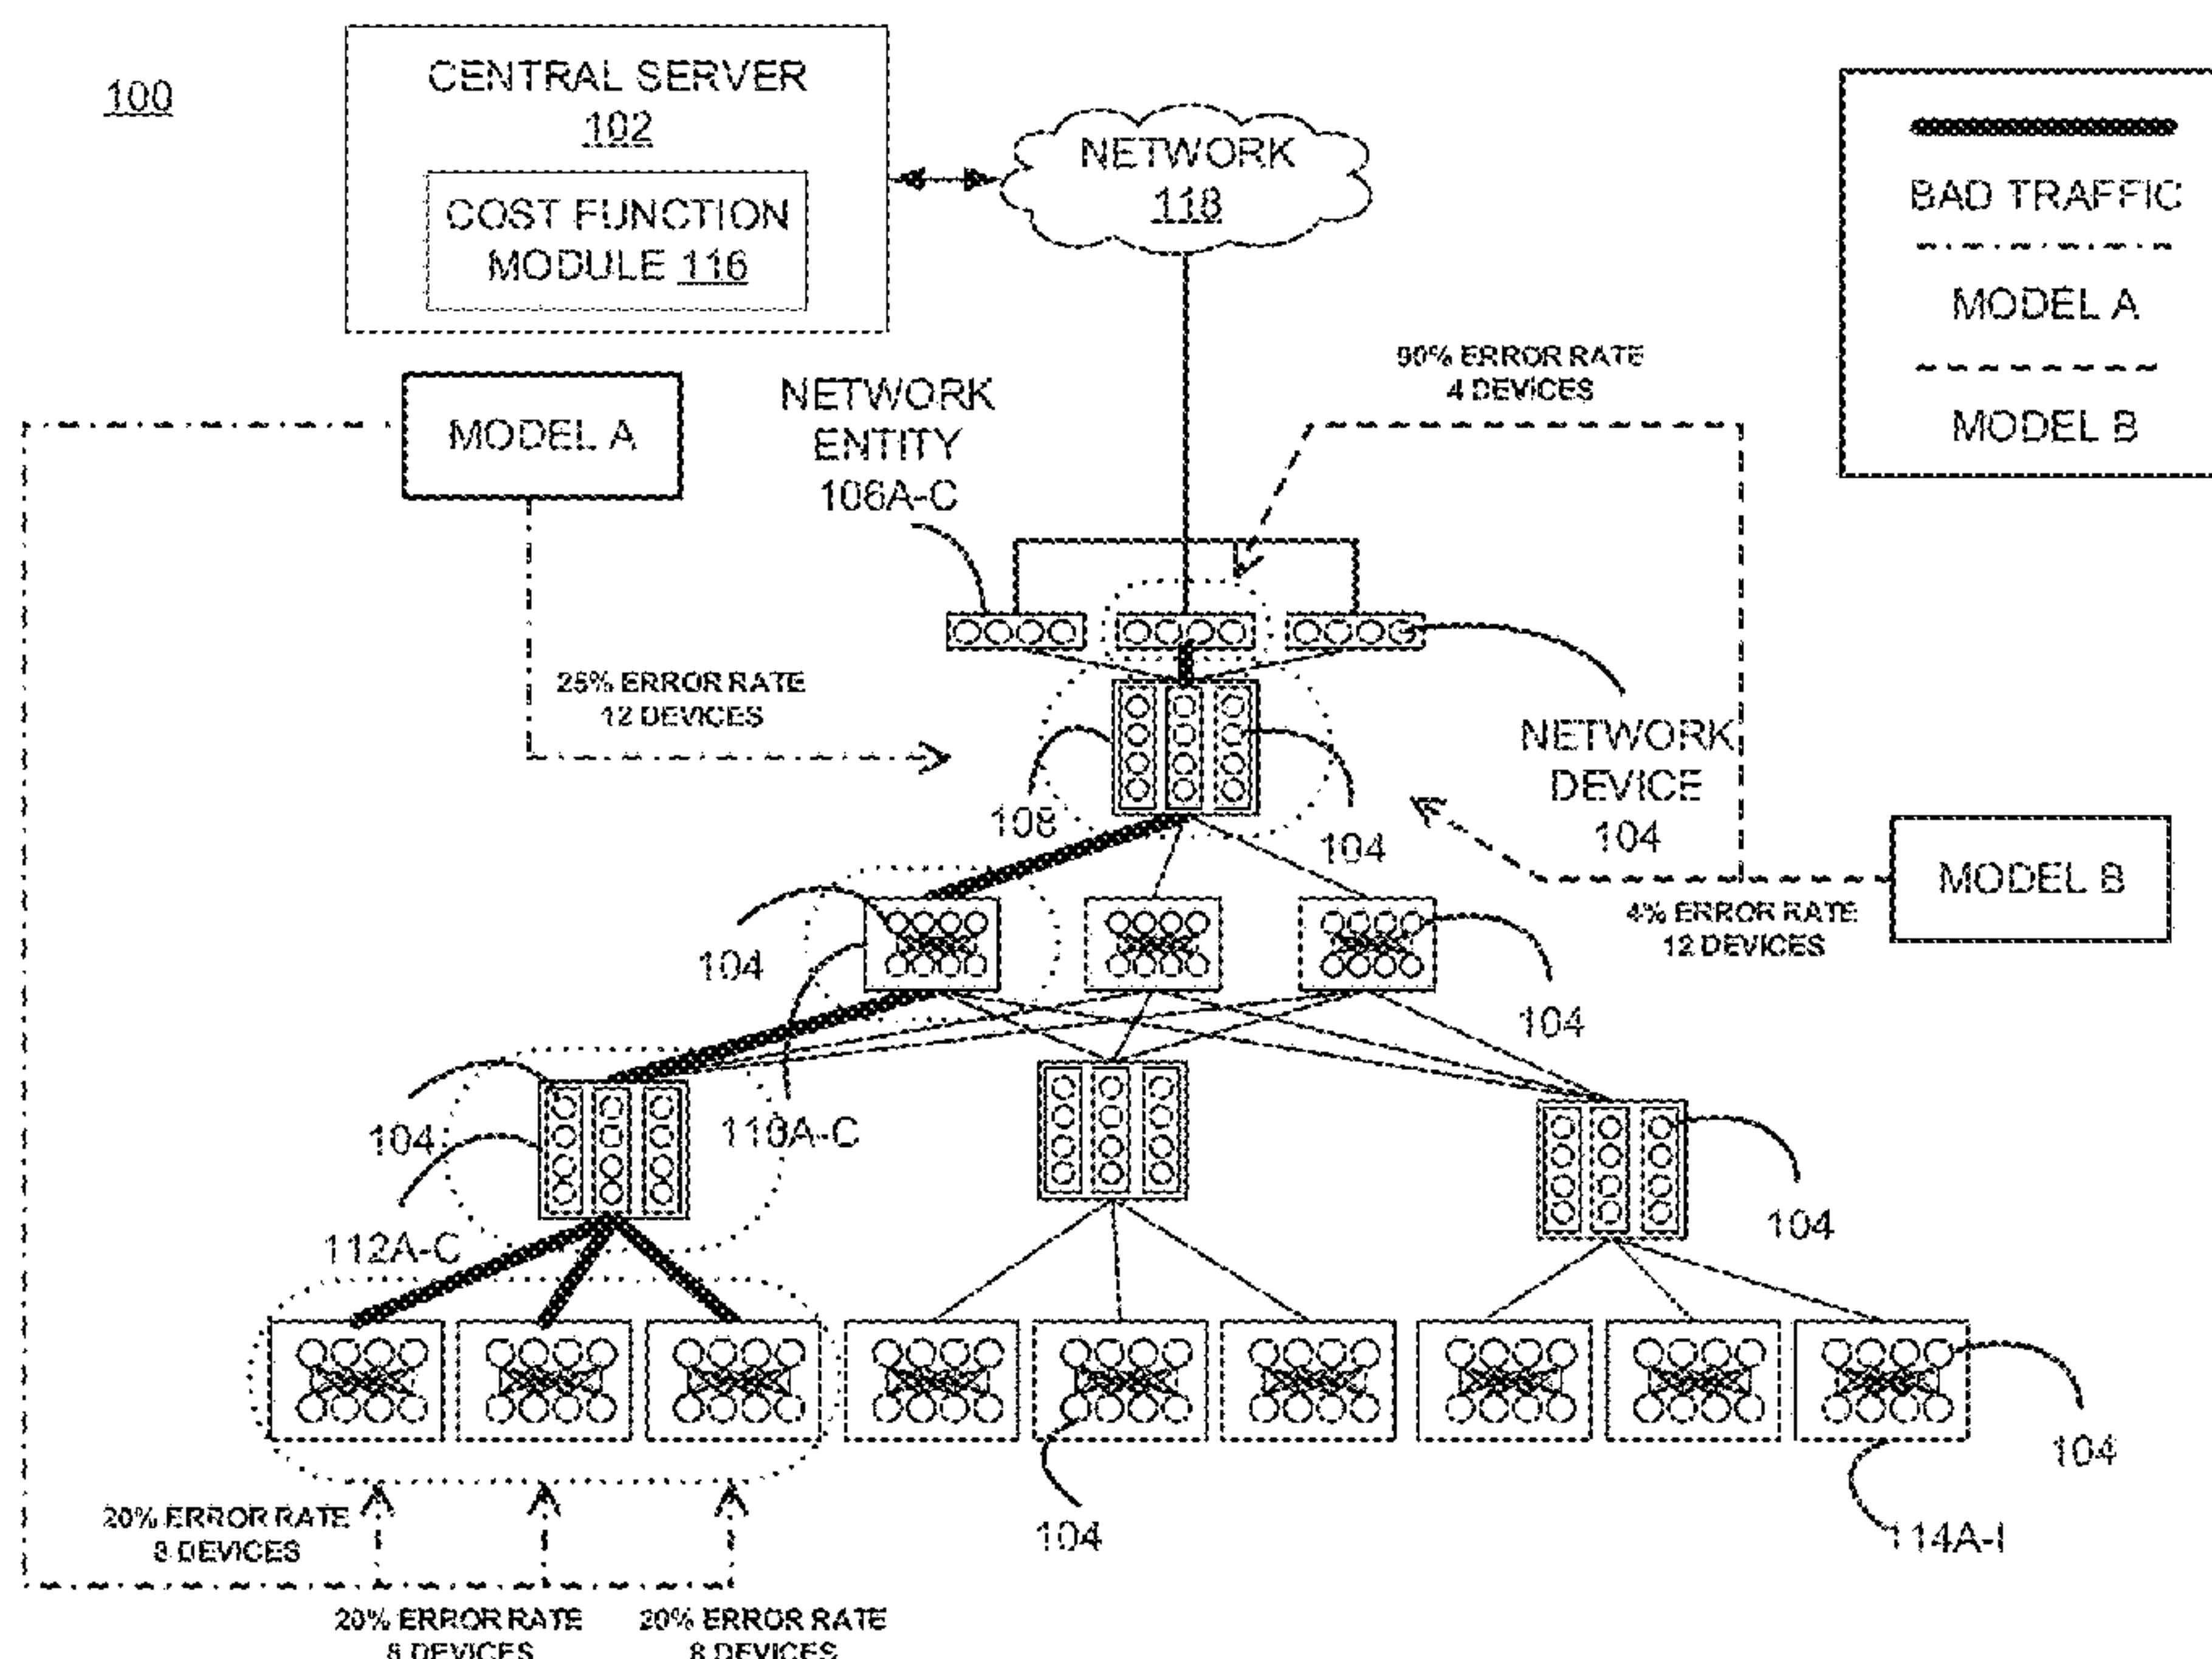 100
CENTRAL SERVER
102
COST FUNCTION
MODULE 116
NETWORK
118
BAD TRAFFIC
MODEL A
MODEL B
MODEL A
NETWORK
ENTITY
106A-C
90% ERROR RATE
4 DEVICES
25% ERROR RATE
12 DEVICES
NETWORK
DEVICE
104
108
104
MODEL B
4% ERROR RATE
12 DEVICES
104
104
104
110A-C
104
112A-C
104
104
114A-I
20% ERROR RATE
8 DEVICES
20% ERROR RATE
8 DEVICES
20% ERROR RATE
8 DEVICES